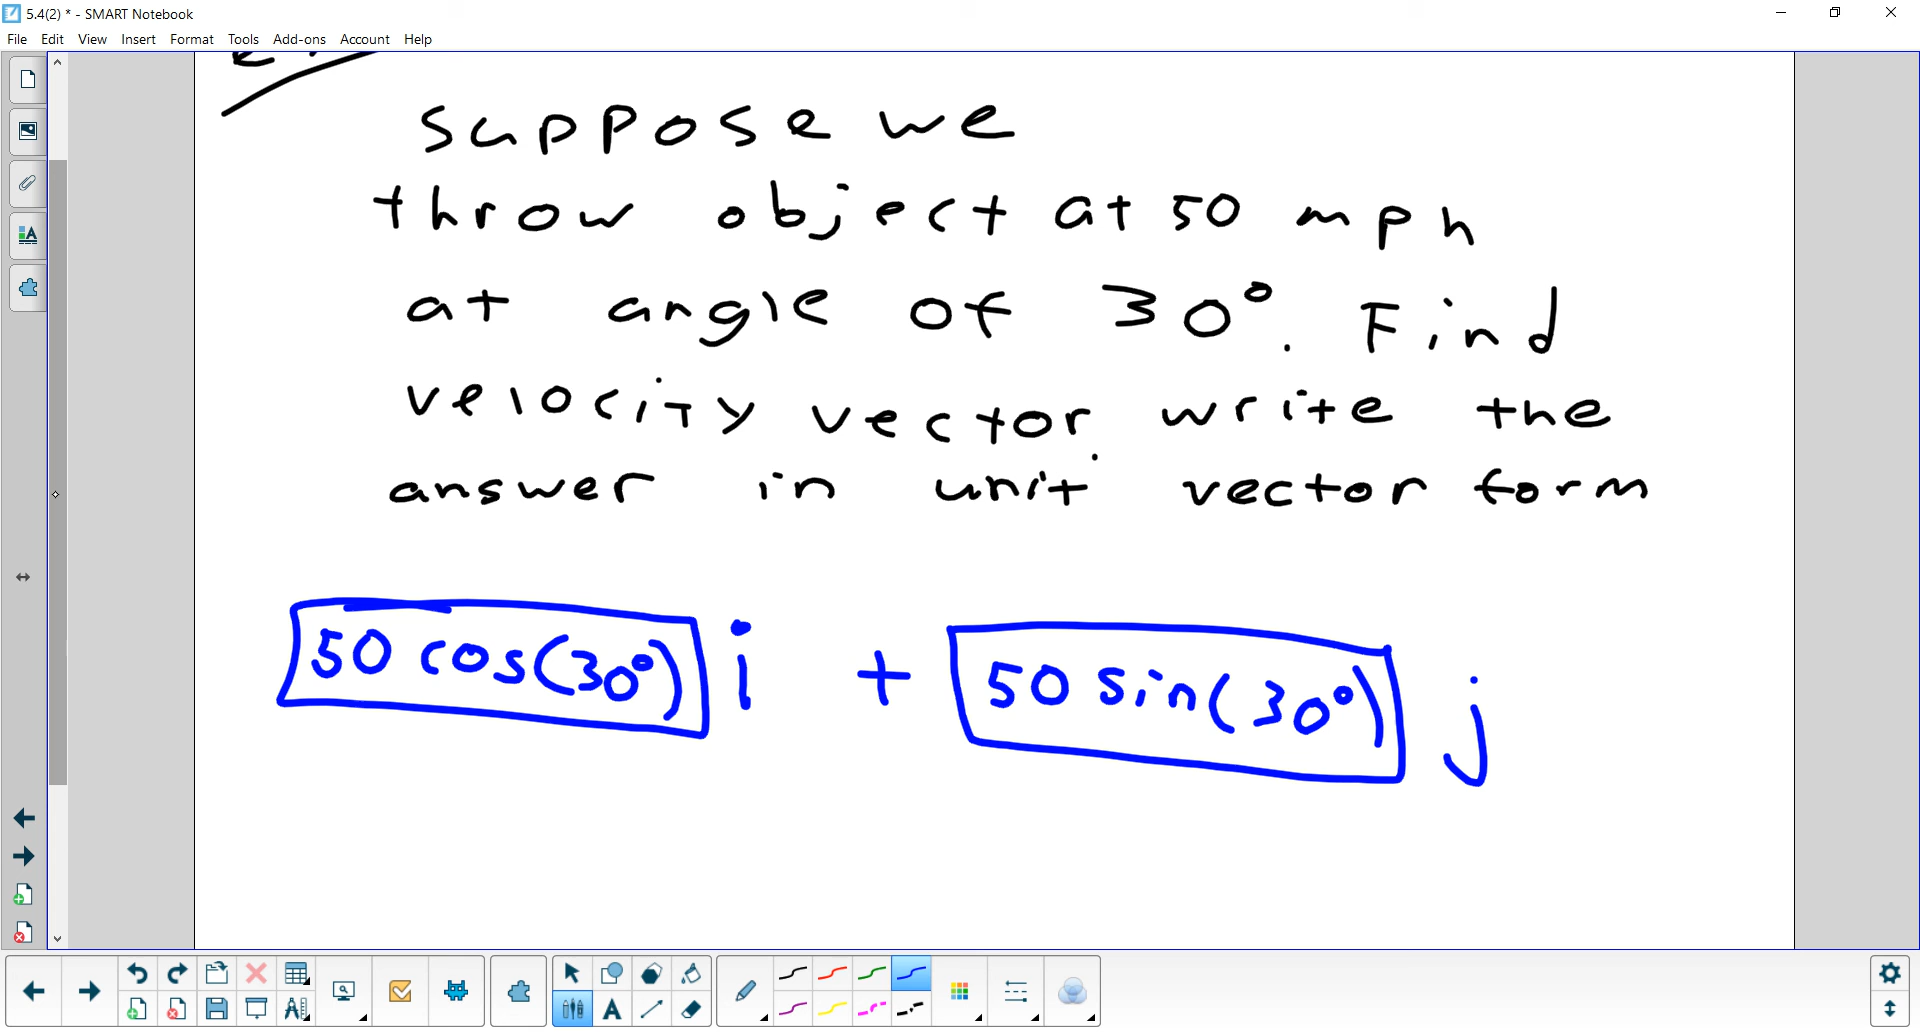 5.4(2) * - SMART Notebook
File Edit View Insert Format Tools Add-ons Account Help
suppose we
throw object at 50 mph
at angle of 30°. Find
velocity vector. write the
answer in unit vector form
50 cos(30°) i + 50 sin(30°) j